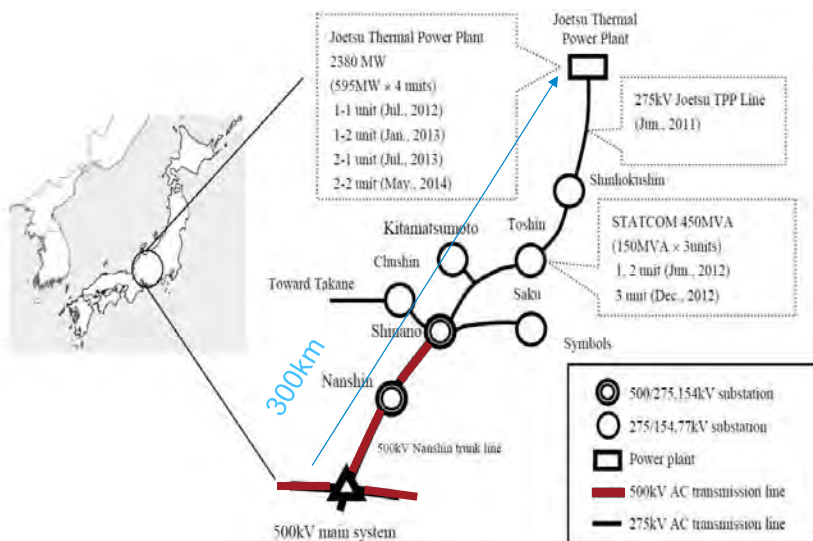 Joetsu Thermal
Power Plant
Joetsu Thermal Power Plant
2380 MW
(595MW × 4 units)
1-1 unit (Jul., 2012)
1-2 unit (Jan., 2013)
2-1 unit (Jul., 2013)
2-2 unit (May., 2014)
275kV Joetsu TPP Line
(Jun., 2011)
Shinhokushin
Toshin
STATCOM 450MVA
(150MVA × 3units)
1, 2 unit (Jun., 2012)
3 unit (Dec., 2012)
Kitamatsumoto
Chushin
Toward Takane
Saku
Shinano
Symbols
300km
Nanshin
500kV Nanshin trunk line
500kV main system
500/275,154kV substation
275/154,77kV substation
Power plant
500kV AC transmission line
275kV AC transmission line